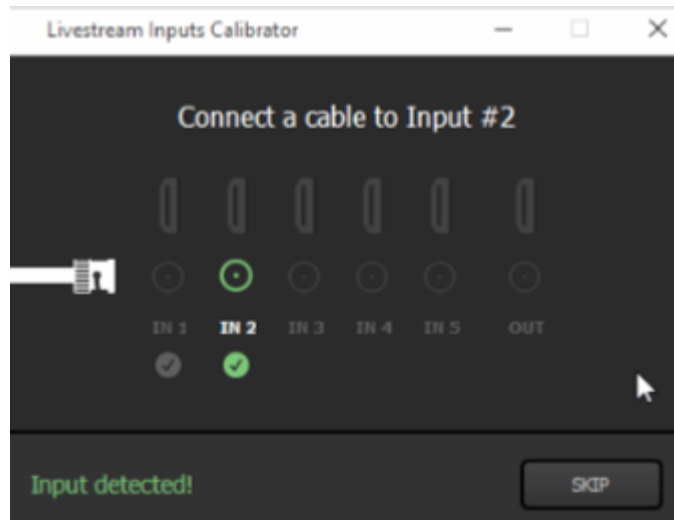 Livestream Inputs Calibrator
Connect a cable to Input #2
IN 1 IN 2 IN 3 IN 4 IN 5 OUT
Input detected!
SKIP